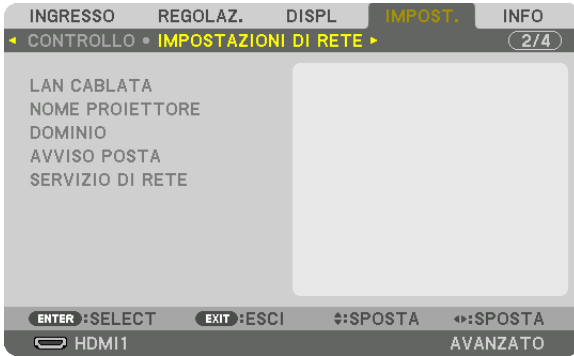 INGRESSO REGOLAZ. DISPL IMPOST. INFO
CONTROLLO • IMPOSTAZIONI DI RETE 2/4
LAN CABLATA
NOME PROIETTORE
DOMINIO
AVVISO POSTA
SERVIZIO DI RETE
ENTER :SELECT EXIT :ESCI :SPOSTA :SPOSTA
HDMI1 AVANZATO